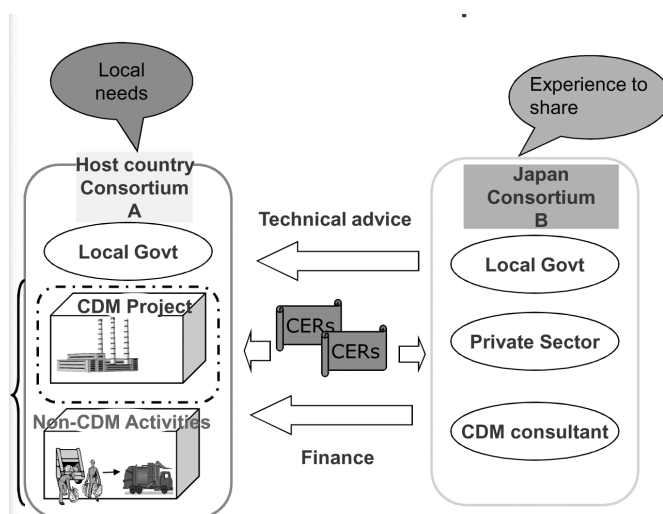 Local
needs
Experience to
share
Host country
Consortium
A
Japan
Consortium
B
Technical advice
Local Govt
Local Govt
CDM Project
CERs
CERs
Private Sector
Non-CDM Activities
CDM consultant
Finance